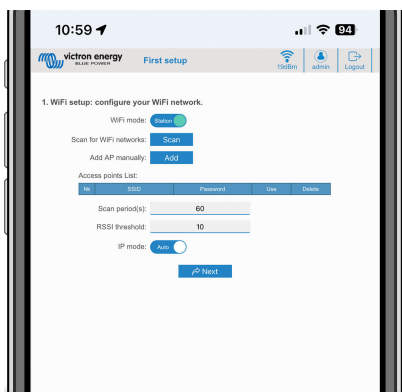 10:59
94
victron energy
BLUE POWER
First setup
19dBm
admin
Logout
1. WiFi setup: configure your WiFi network.
WiFi mode: Station
Scan for WiFi networks: Scan
Add AP manually: Add
Access points List:
№ SSID Password Use Delete
Scan period(s): 60
RSSI threshold: 10
IP mode: Auto
Next